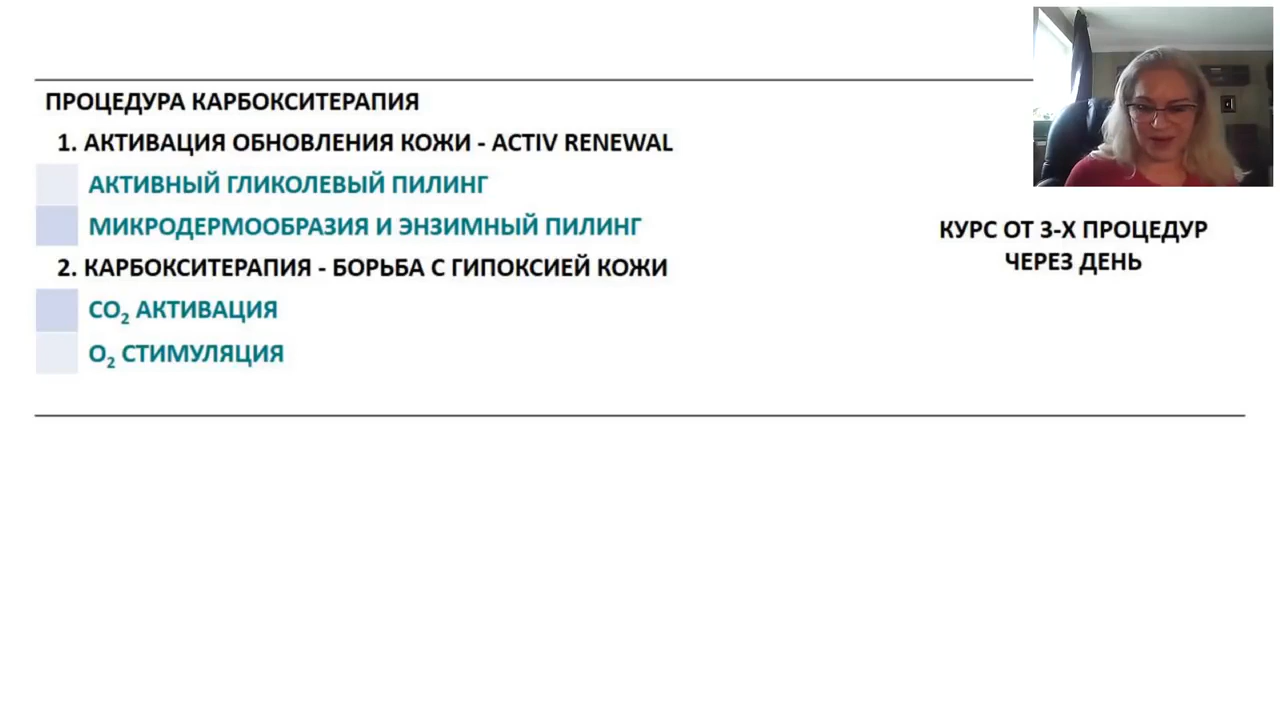 ПРОЦЕДУРА КАРБОКСИТЕРАПИЯ
1. АКТИВАЦИЯ ОБНОВЛЕНИЯ КОЖИ - ACTIV RENEWAL
АКТИВНЫЙ ГЛИКОЛЕВЫЙ ПИЛИНГ
МИКРОДЕРМООБРАЗИЯ И ЭНЗИМНЫЙ ПИЛИНГ
КУРС ОТ 3-Х ПРОЦЕДУР
ЧЕРЕЗ ДЕНЬ
2. КАРБОКСИТЕРАПИЯ - БОРЬБА С ГИПОКСИЕЙ КОЖИ
CO₂ АКТИВАЦИЯ
O₂ СТИМУЛЯЦИЯ